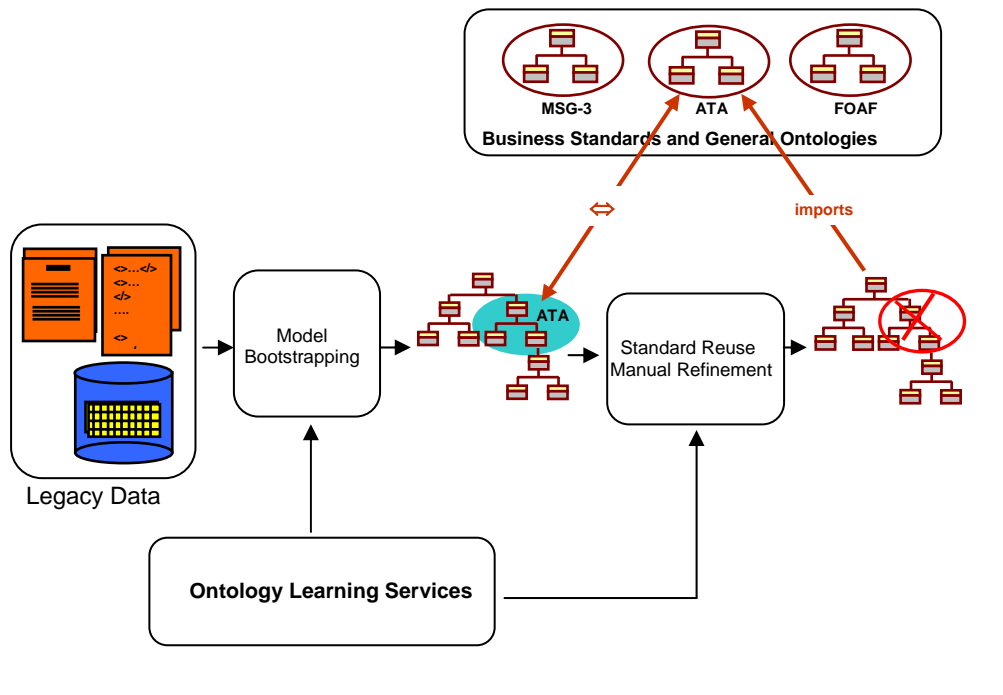 MSG-3
ATA
FOAF
Business Standards and General Ontologies
⇔
imports
<>...</>
<>...
</>
....
<>
Legacy Data
Model
Bootstrapping
ATA
Standard Reuse
Manual Refinement
Ontology Learning Services